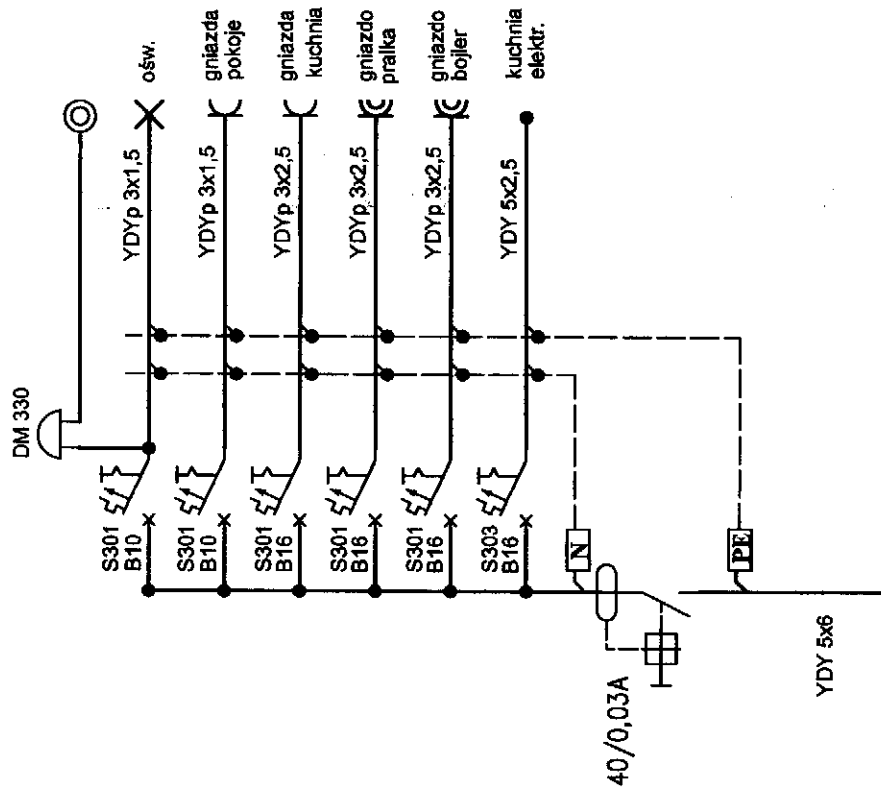 DM 330
S301
B10
YDYp 3x1,5
ośw.
S301
B10
YDYp 3x1,5
gniazda
pokoje
S301
B16
YDYp 3x2,5
gniazda
kuchnia
S301
B16
YDYp 3x2,5
gniazdo
pralka
S301
B16
YDYp 3x2,5
gniazdo
bojler
S303
B16
YDY 5x2,5
kuchnia
elektr.
N
PE
40/0,03A
YDY 5x6